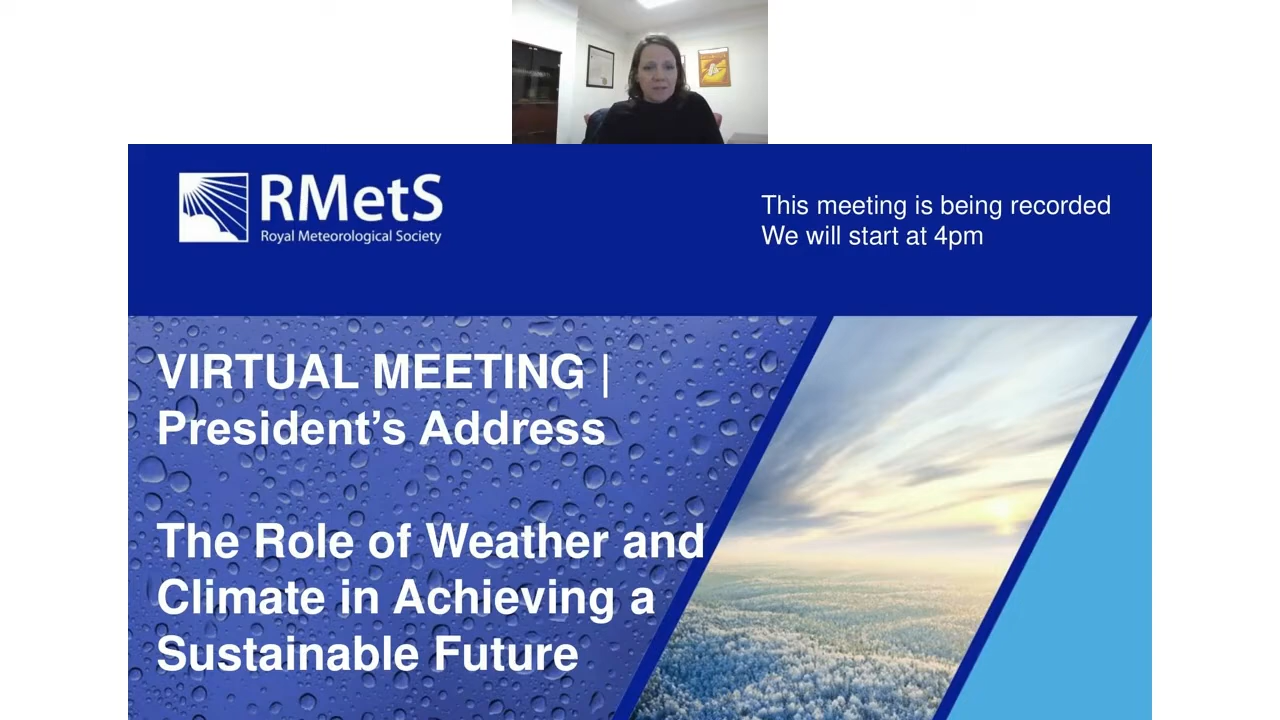 RMetS
Royal Meteorological Society
This meeting is being recorded
We will start at 4pm
VIRTUAL MEETING |
President’s Address
The Role of Weather and
Climate in Achieving a
Sustainable Future